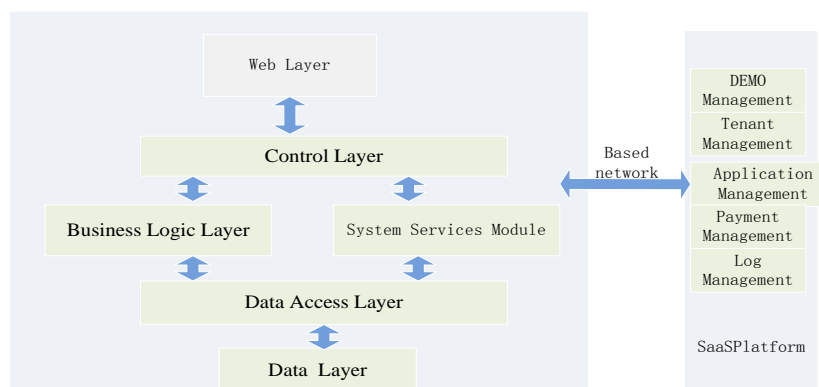 Web Layer
Control Layer
Business Logic Layer
System Services Module
Data Access Layer
Data Layer
Based
network
DEMO
Management
Tenant
Management
Application
Management
Payment
Management
Log
Management
SaaSPlatform